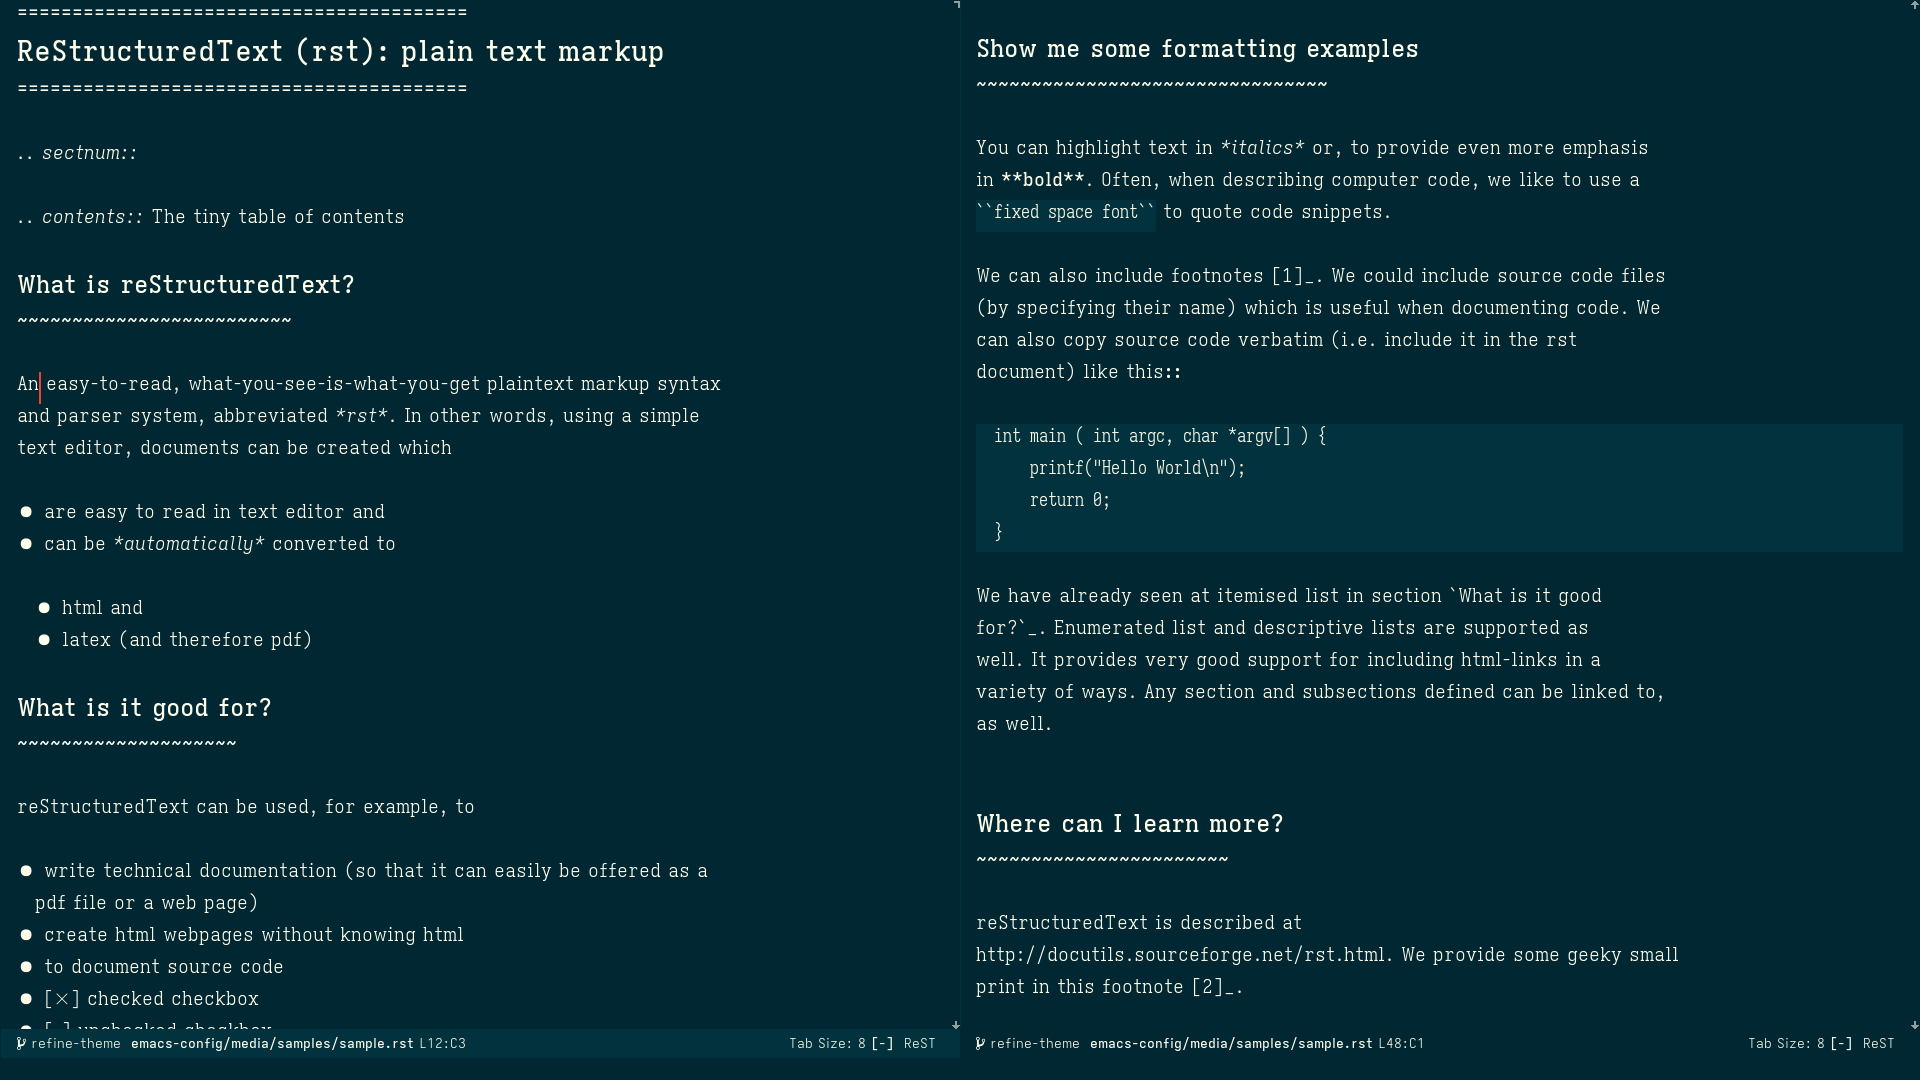 =========================================
ReStructuredText (rst): plain text markup
=========================================
.. sectnum::
.. contents:: The tiny table of contents
What is reStructuredText?
~~~~~~~~~~~~~~~~~~~~~~~~~
An easy-to-read, what-you-see-is-what-you-get plaintext markup syntax
and parser system, abbreviated *rst*. In other words, using a simple
text editor, documents can be created which
● are easy to read in text editor and
● can be *automatically* converted to
● html and
● latex (and therefore pdf)
What is it good for?
~~~~~~~~~~~~~~~~~~~~
reStructuredText can be used, for example, to
● write technical documentation (so that it can easily be offered as a
pdf file or a web page)
● create html webpages without knowing html
● to document source code
● [×] checked checkbox
● [ ] unchecked checkbox
refine-theme emacs-config/media/samples/sample.rst L12:C3 Tab Size: 8 [-] ReST
Show me some formatting examples
~~~~~~~~~~~~~~~~~~~~~~~~~~~~~~~~
You can highlight text in *italics* or, to provide even more emphasis
in **bold**. Often, when describing computer code, we like to use a
``fixed space font`` to quote code snippets.
We can also include footnotes [1]_. We could include source code files
(by specifying their name) which is useful when documenting code. We
can also copy source code verbatim (i.e. include it in the rst
document) like this::
int main ( int argc, char *argv[] ) {
    printf("Hello World\n");
    return 0;
}
We have already seen at itemised list in section `What is it good
for?`_. Enumerated list and descriptive lists are supported as
well. It provides very good support for including html-links in a
variety of ways. Any section and subsections defined can be linked to,
as well.
Where can I learn more?
~~~~~~~~~~~~~~~~~~~~~~~
reStructuredText is described at
http://docutils.sourceforge.net/rst.html. We provide some geeky small
print in this footnote [2]_.
refine-theme emacs-config/media/samples/sample.rst L48:C1 Tab Size: 8 [-] ReST